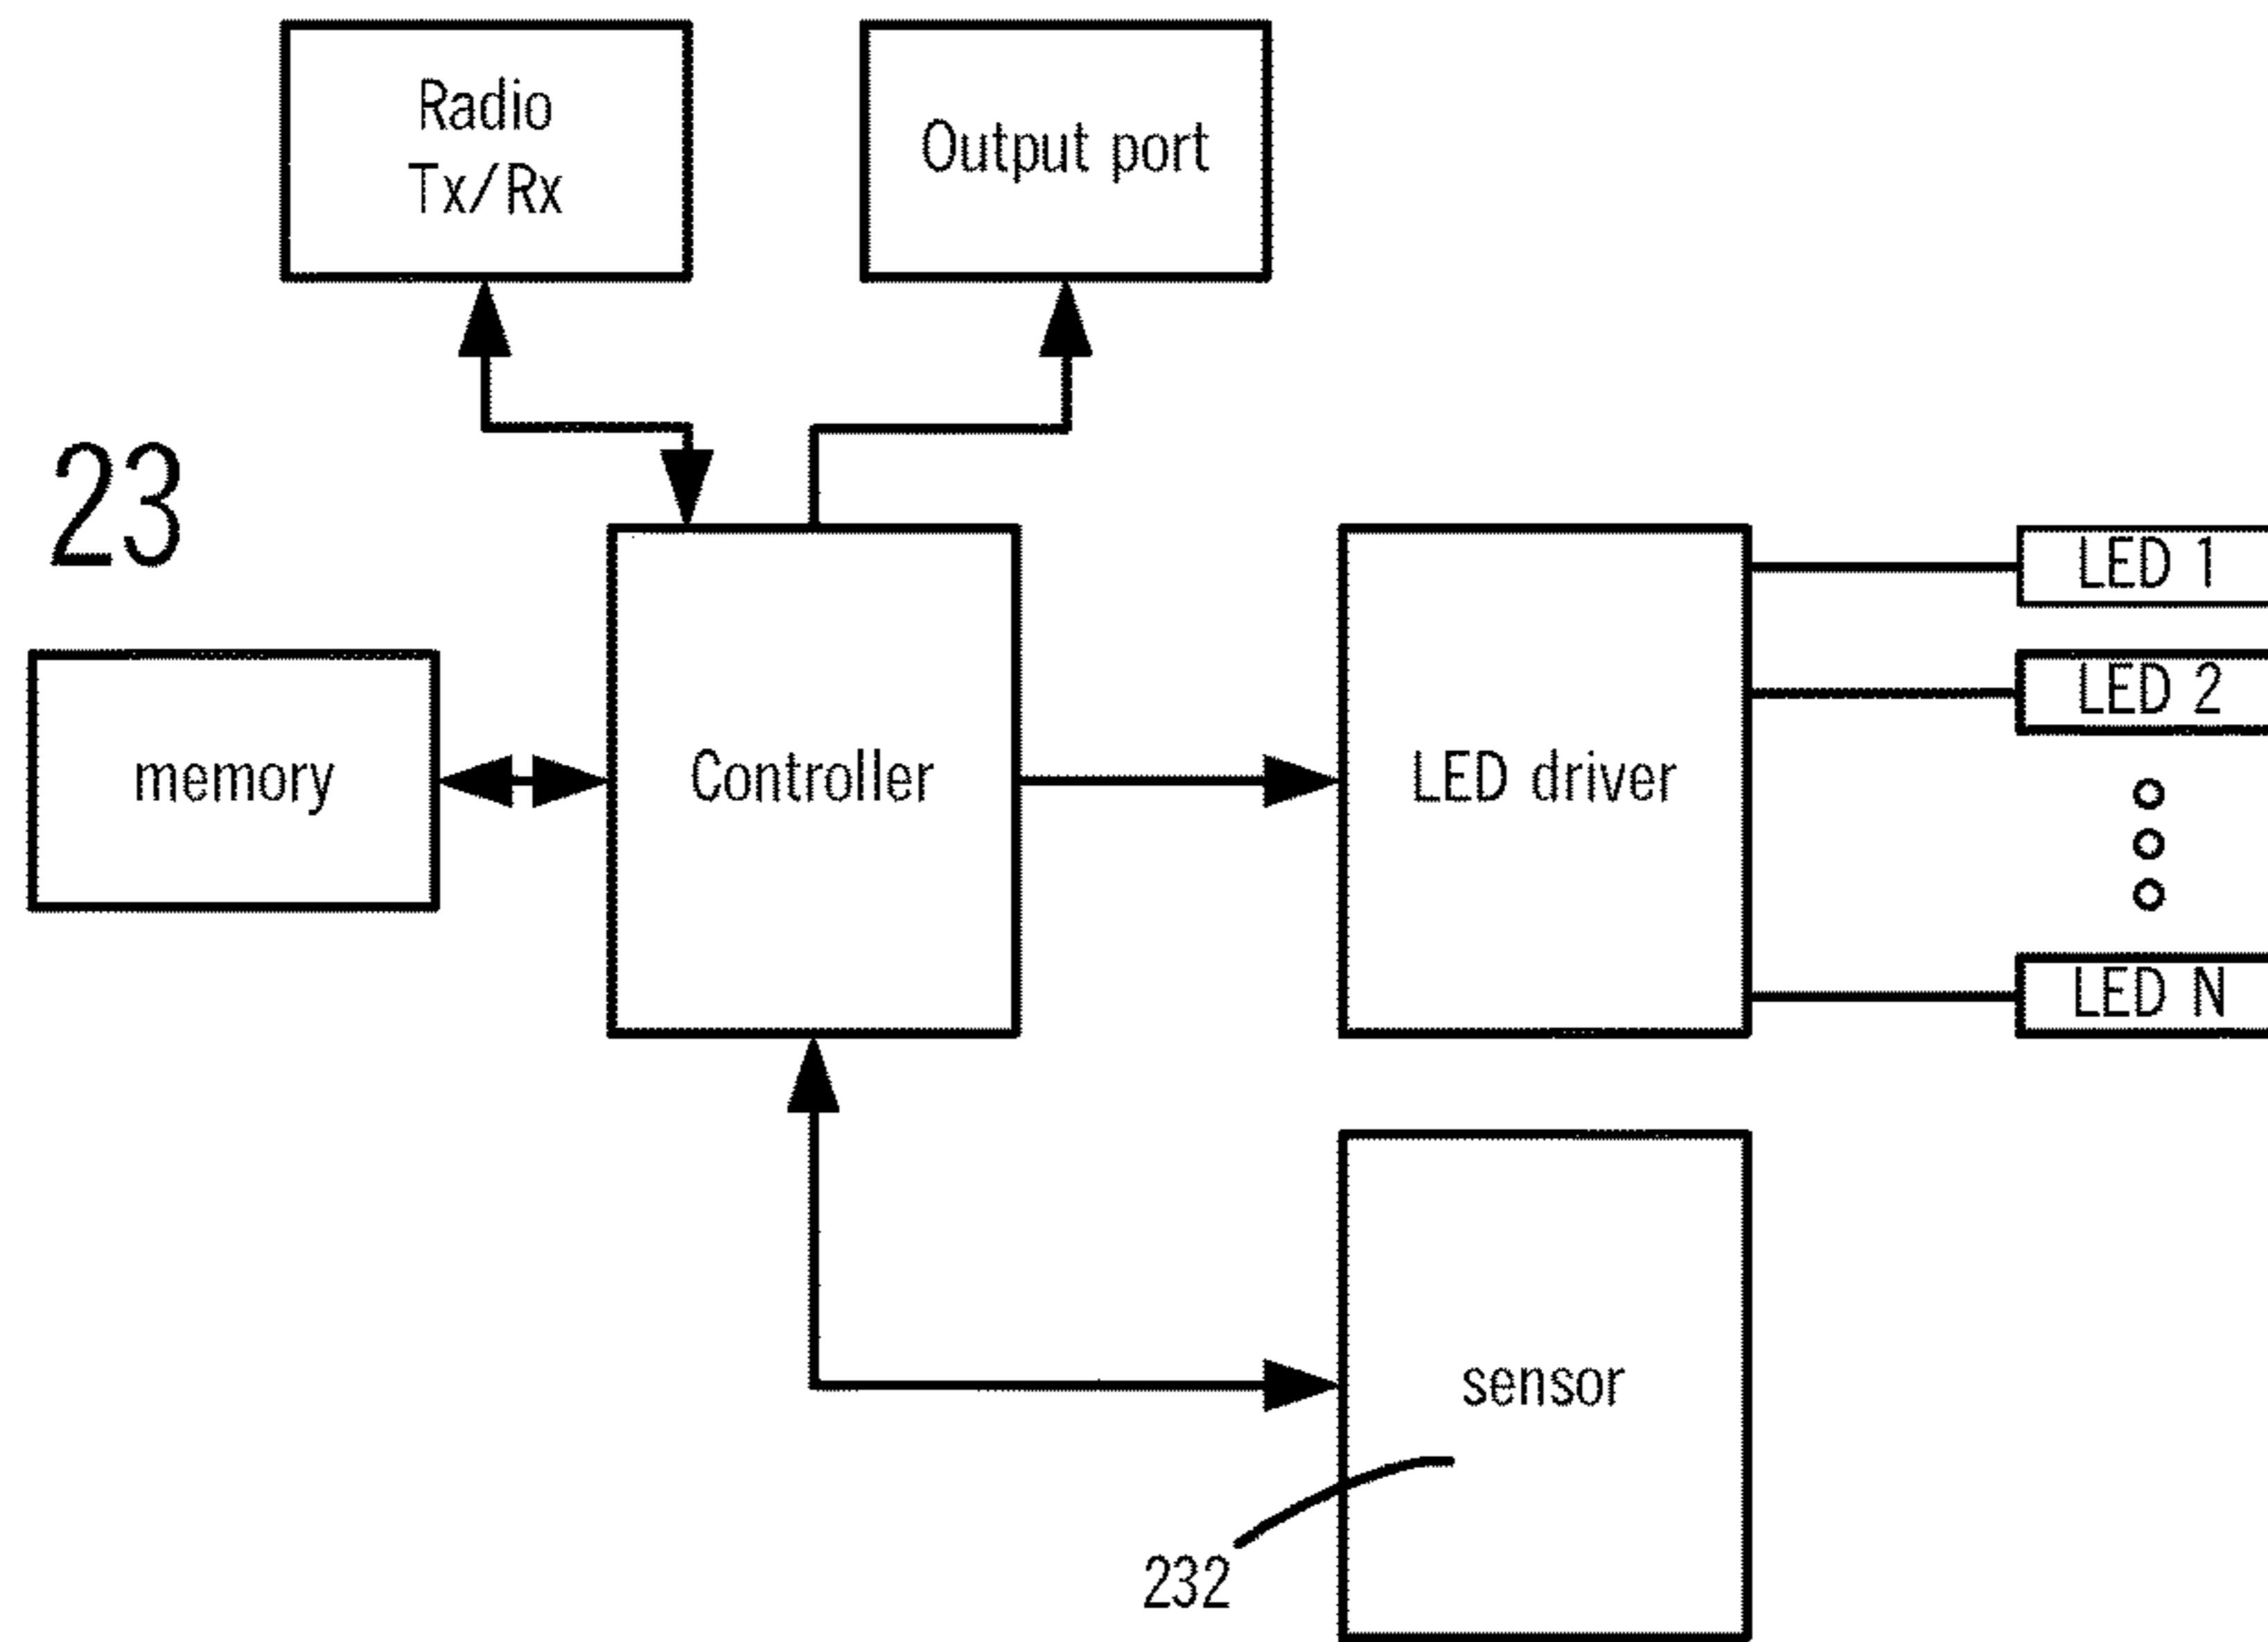 Radio
Tx/Rx
Output port
23
LED 1
LED 2
memory
Controller
LED driver
LED N
sensor
232